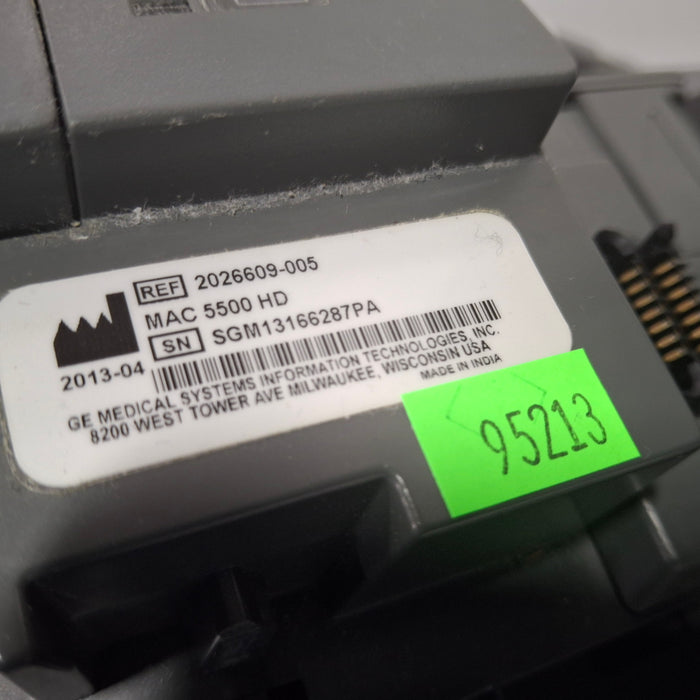 REF 2026609-005
MAC 5500 HD
SN SGM13166287PA
2013-04
GE MEDICAL SYSTEMS INFORMATION TECHNOLOGIES, INC.
8200 WEST TOWER AVE MILWAUKEE, WISCONSIN USA
MADE IN INDIA
95213